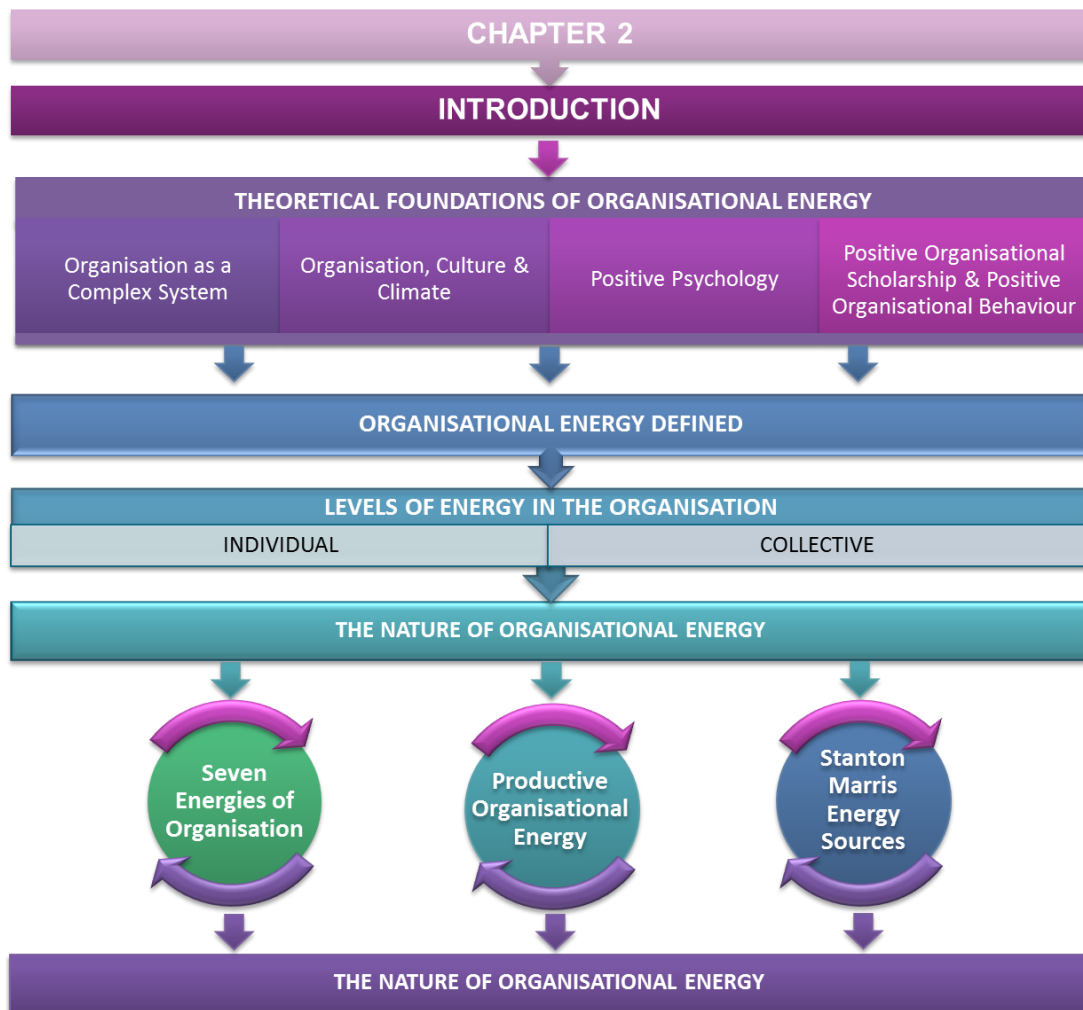 CHAPTER 2
INTRODUCTION
THEORETICAL FOUNDATIONS OF ORGANISATIONAL ENERGY
Organisation as a
Complex System
Organisation, Culture &
Climate
Positive Psychology
Positive Organisational
Scholarship & Positive
Organisational Behaviour
ORGANISATIONAL ENERGY DEFINED
LEVELS OF ENERGY IN THE ORGANISATION
INDIVIDUAL
COLLECTIVE
THE NATURE OF ORGANISATIONAL ENERGY
Seven
Energies of
Organisation
Productive
Organisational
Energy
Stanton
Marris
Energy
Sources
THE NATURE OF ORGANISATIONAL ENERGY